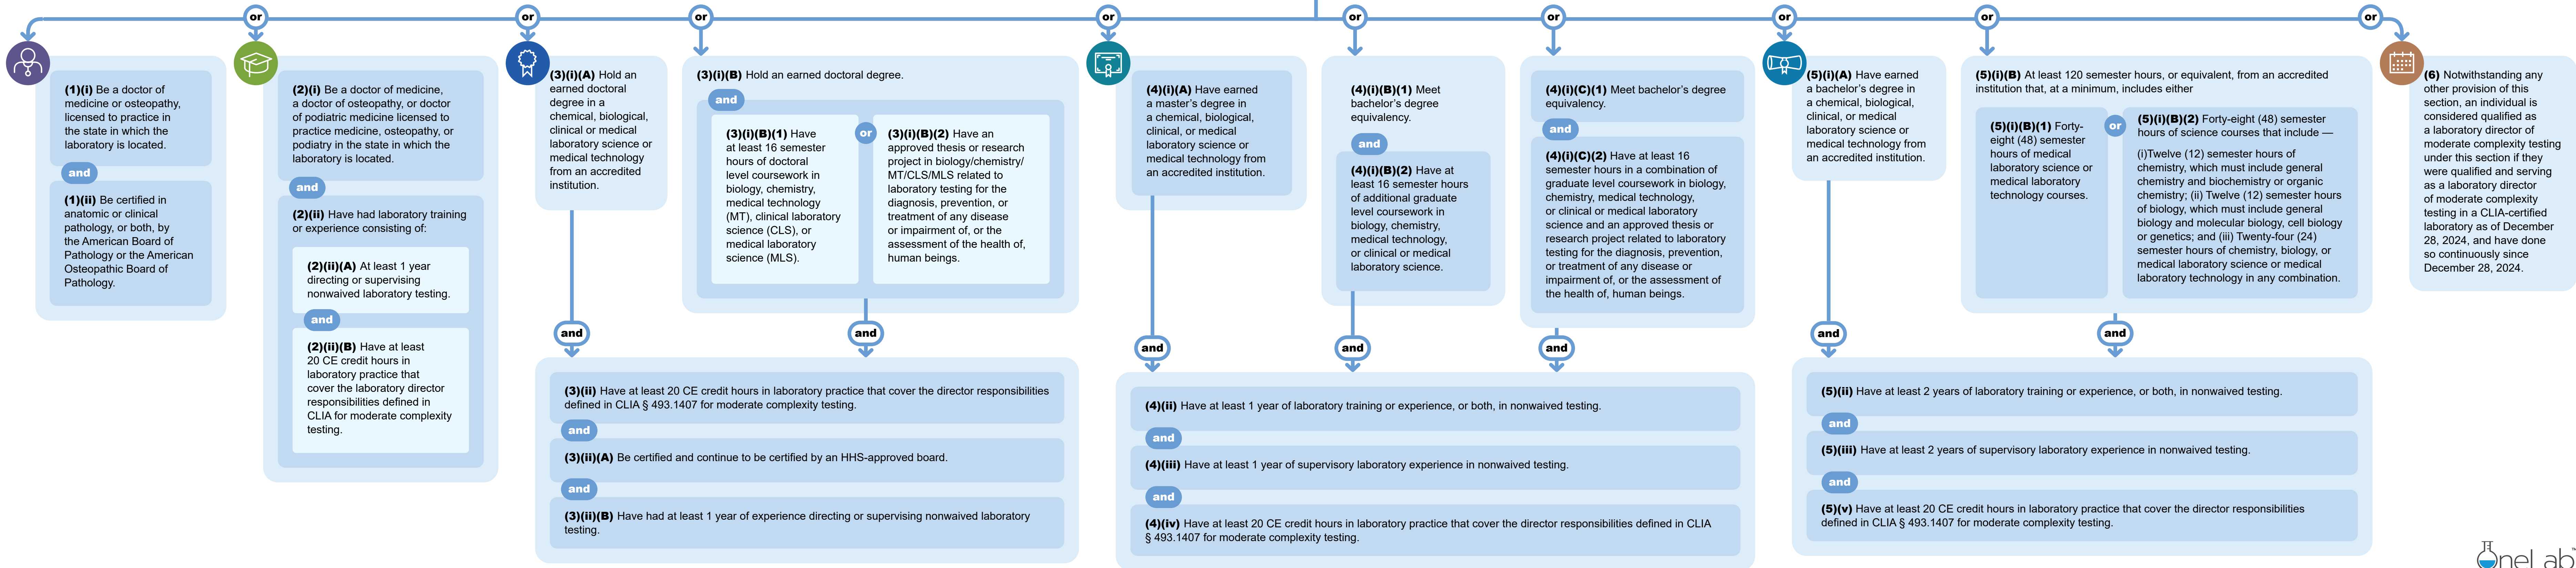 or
or
or
or
or
or
or
or
or
(1)(i) Be a doctor of
medicine or osteopathy,
licensed to practice in
the state in which the
laboratory is located.
and
(1)(ii) Be certified in
anatomic or clinical
pathology, or both, by
the American Board of
Pathology or the American
Osteopathic Board of
Pathology.
(2)(i) Be a doctor of medicine,
a doctor of osteopathy, or doctor
of podiatric medicine licensed to
practice medicine, osteopathy, or
podiatry in the state in which the
laboratory is located.
and
(2)(ii) Have had laboratory training
or experience consisting of:
(2)(ii)(A) At least 1 year
directing or supervising
nonwaived laboratory testing.
and
(2)(ii)(B) Have at least
20 CE credit hours in
laboratory practice that
cover the laboratory director
responsibilities defined in
CLIA for moderate complexity
testing.
(3)(i)(A) Hold an
earned doctoral
degree in a
chemical, biological,
clinical or medical
laboratory science or
medical technology
from an accredited
institution.
(3)(i)(B) Hold an earned doctoral degree.
and
(3)(i)(B)(1) Have
at least 16 semester
hours of doctoral
level coursework in
biology, chemistry,
medical technology
(MT), clinical laboratory
science (CLS), or
medical laboratory
science (MLS).
or
(3)(i)(B)(2) Have an
approved thesis or research
project in biology/chemistry/
MT/CLS/MLS related to
laboratory testing for the
diagnosis, prevention, or
treatment of any disease
or impairment of, or the
assessment of the health of,
human beings.
and
and
(3)(ii) Have at least 20 CE credit hours in laboratory practice that cover the director responsibilities
defined in CLIA § 493.1407 for moderate complexity testing.
and
(3)(ii)(A) Be certified and continue to be certified by an HHS-approved board.
and
(3)(ii)(B) Have had at least 1 year of experience directing or supervising nonwaived laboratory
testing.
(4)(i)(A) Have earned
a master's degree in
a chemical, biological,
clinical, or medical
laboratory science or
medical technology from
an accredited institution.
(4)(i)(B)(1) Meet
bachelor's degree
equivalency.
and
(4)(i)(B)(2) Have at
least 16 semester hours
of additional graduate
level coursework in
biology, chemistry,
medical technology,
or clinical or medical
laboratory science.
(4)(i)(C)(1) Meet bachelor's degree
equivalency.
and
(4)(i)(C)(2) Have at least 16
semester hours in a combination of
graduate level coursework in biology,
chemistry, medical technology,
or clinical or medical laboratory
science and an approved thesis or
research project related to laboratory
testing for the diagnosis, prevention,
or treatment of any disease or
impairment of, or the assessment of
the health of, human beings.
and
and
and
(4)(ii) Have at least 1 year of laboratory training or experience, or both, in nonwaived testing.
and
(4)(iii) Have at least 1 year of supervisory laboratory experience in nonwaived testing.
and
(4)(iv) Have at least 20 CE credit hours in laboratory practice that cover the director responsibilities defined in CLIA
§ 493.1407 for moderate complexity testing.
(5)(i)(A) Have earned
a bachelor's degree in
a chemical, biological,
clinical, or medical
laboratory science or
medical technology from
an accredited institution.
(5)(i)(B) At least 120 semester hours, or equivalent, from an accredited
institution that, at a minimum, includes either
(5)(i)(B)(1) Forty-
eight (48) semester
hours of medical
laboratory science or
medical laboratory
technology courses.
or
(5)(i)(B)(2) Forty-eight (48) semester
hours of science courses that include —
(i)Twelve (12) semester hours of
chemistry, which must include general
chemistry and biochemistry or organic
chemistry; (ii) Twelve (12) semester hours
of biology, which must include general
biology and molecular biology, cell biology
or genetics; and (iii) Twenty-four (24)
semester hours of chemistry, biology, or
medical laboratory science or medical
laboratory technology in any combination.
and
and
(5)(ii) Have at least 2 years of laboratory training or experience, or both, in nonwaived testing.
and
(5)(iii) Have at least 2 years of supervisory laboratory experience in nonwaived testing.
and
(5)(v) Have at least 20 CE credit hours in laboratory practice that cover the director responsibilities
defined in CLIA § 493.1407 for moderate complexity testing.
(6) Notwithstanding any
other provision of this
section, an individual is
considered qualified as
a laboratory director of
moderate complexity testing
under this section if they
were qualified and serving
as a laboratory director
of moderate complexity
testing in a CLIA-certified
laboratory as of December
28, 2024, and have done
so continuously since
December 28, 2024.
OneLab™